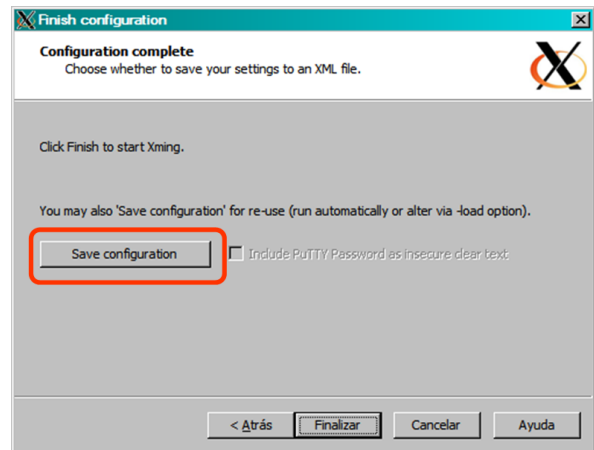 Finish configuration
Configuration complete
Choose whether to save your settings to an XML file.
Click Finish to start Xming.
You may also 'Save configuration' for re-use (run automatically or alter via -load option).
Save configuration
Include PuTTY Password as insecure clear text
< Atrás
Finalizar
Cancelar
Ayuda